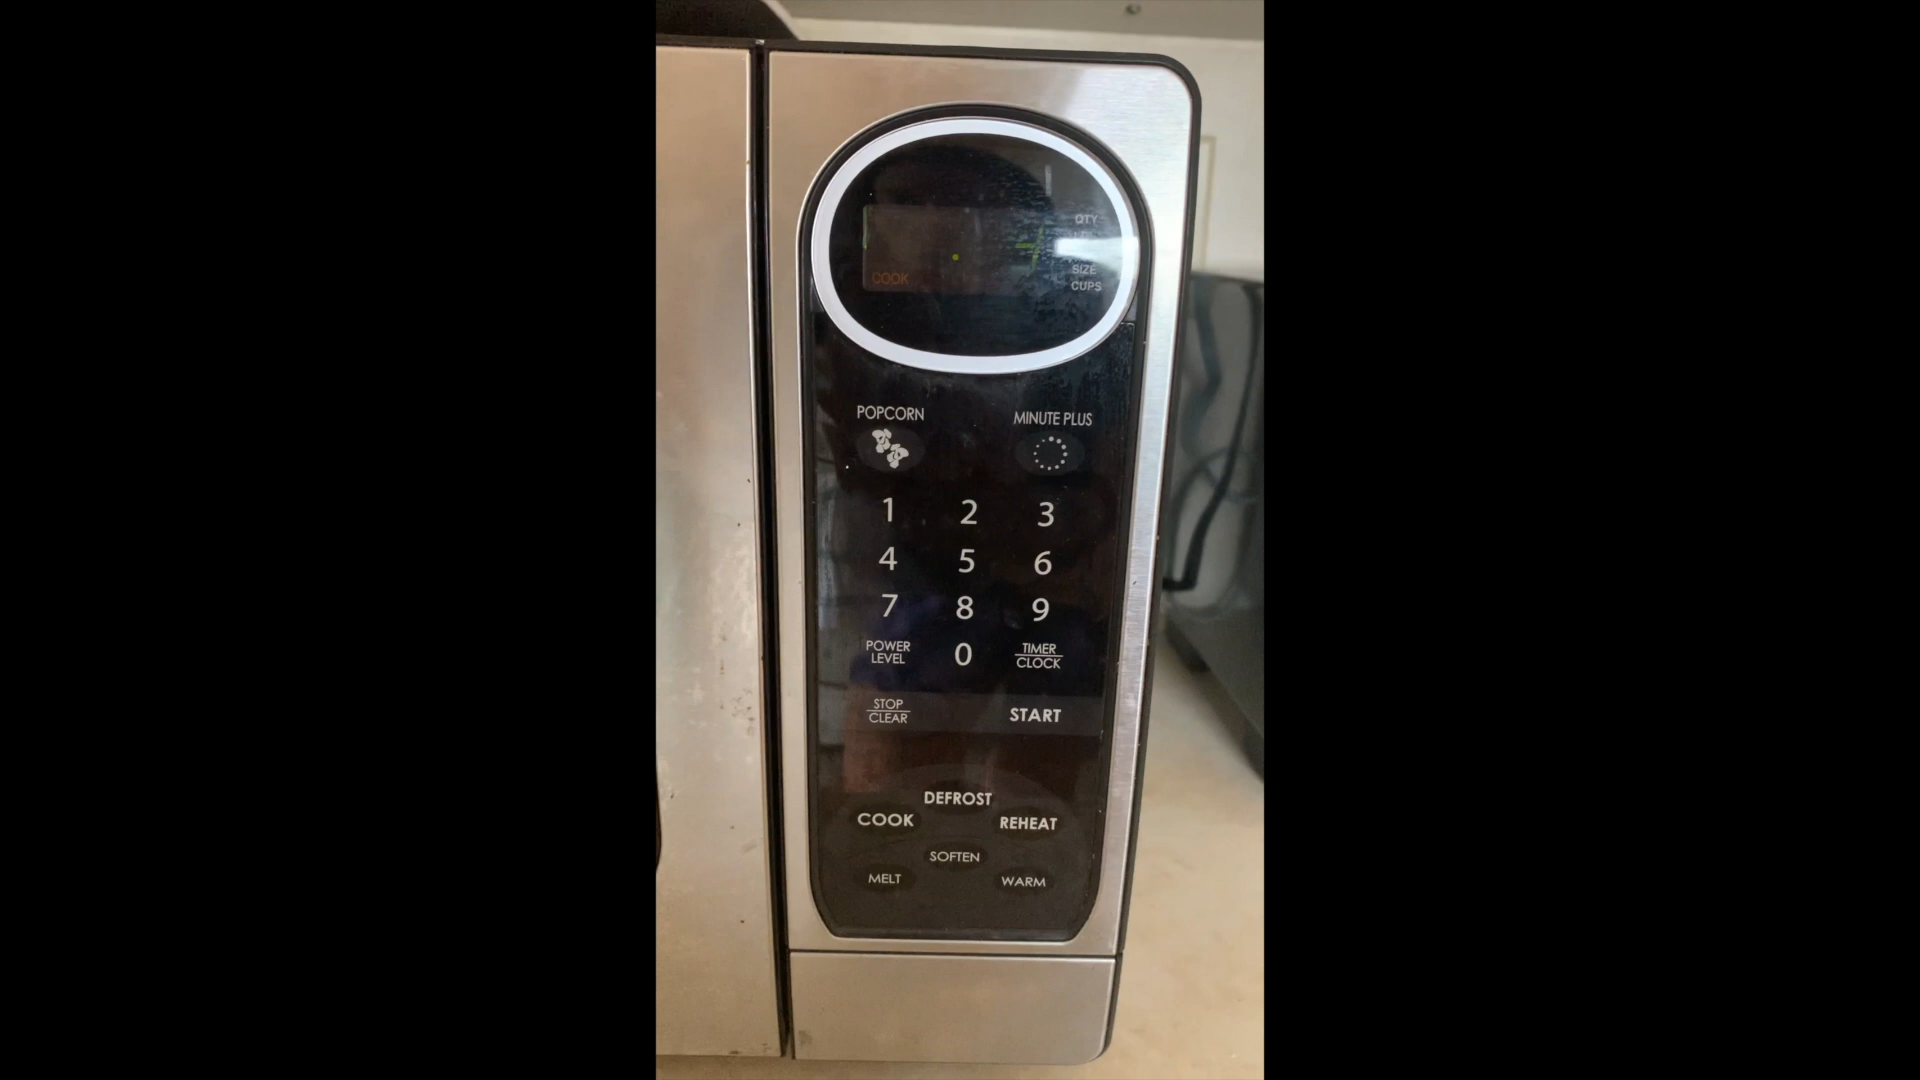 QTY
SIZE
COOK
CUPS
POPCORN MINUTE PLUS
1 2 3
4 5 6
7 8 9
POWER LEVEL 0 TIMER CLOCK
STOP CLEAR START
DEFROST
COOK REHEAT
SOFTEN
MELT WARM